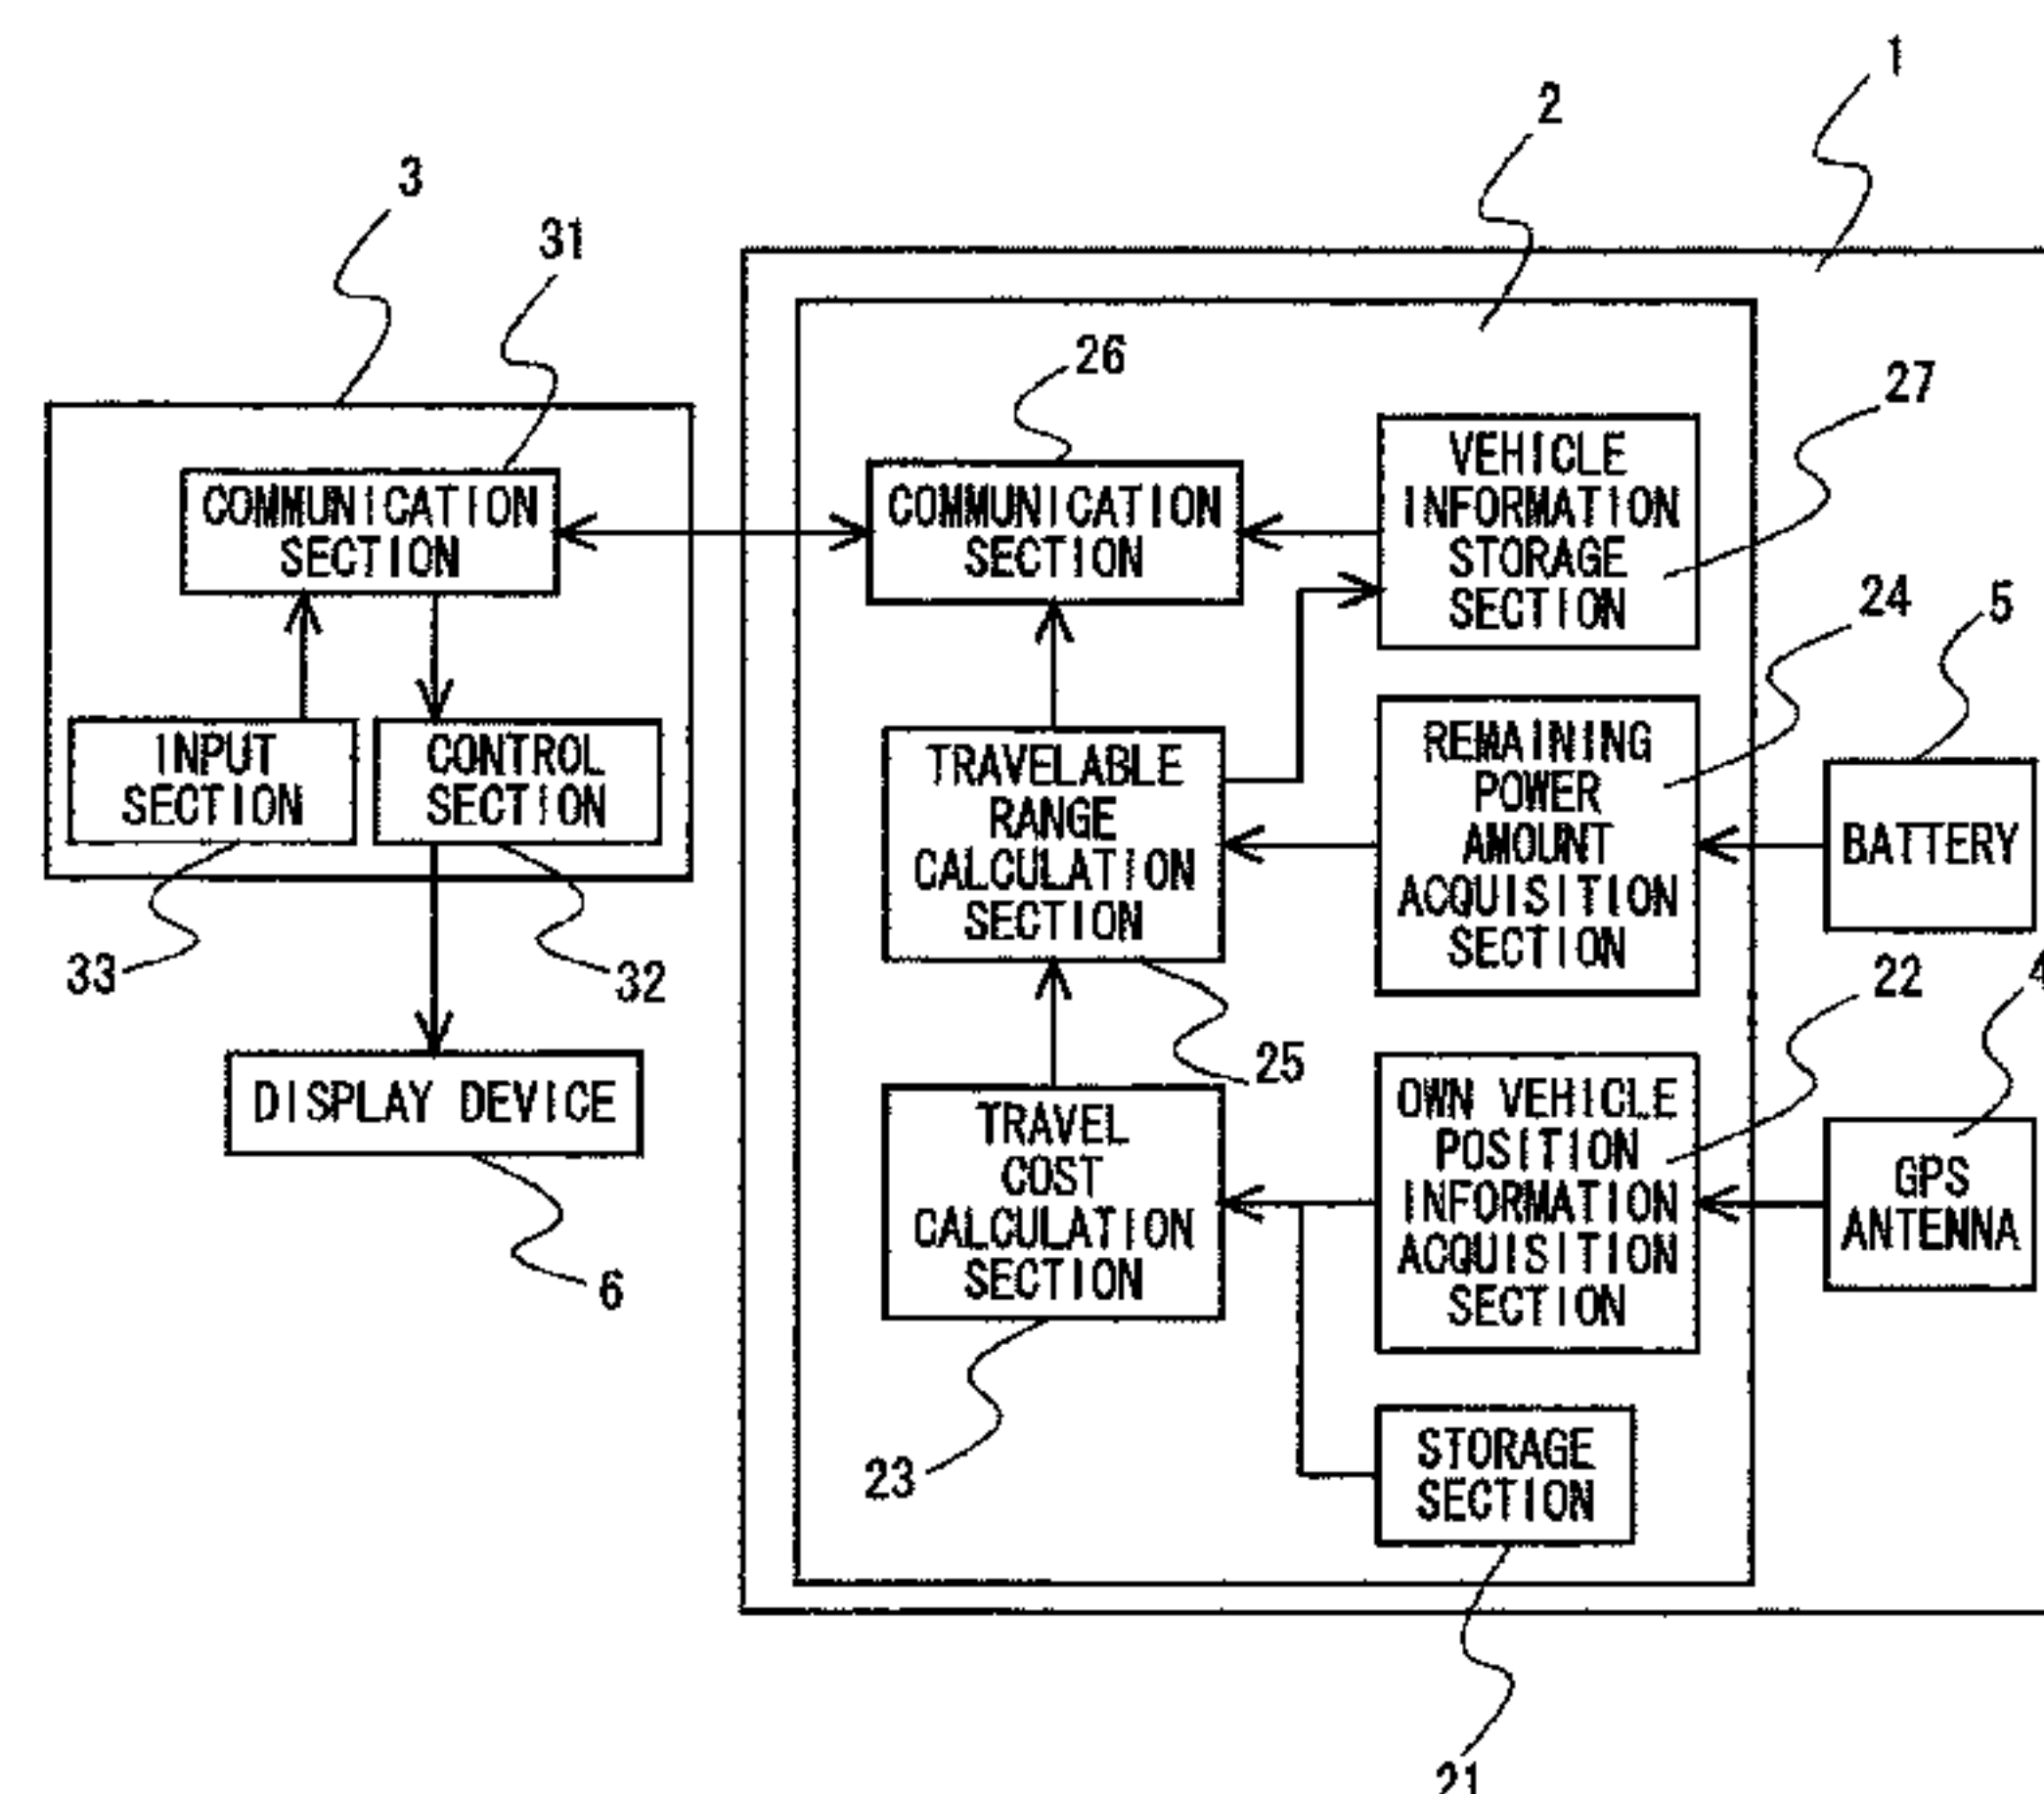 1
2
3
31
26
27
COMMUNICATION
SECTION
COMMUNICATION
SECTION
VEHICLE
INFORMATION
STORAGE
SECTION
24
5
INPUT
SECTION
CONTROL
SECTION
TRAVELABLE
RANGE
CALCULATION
SECTION
REMAINING
POWER
AMOUNT
ACQUISITION
SECTION
BATTERY
33
32
25
22
4
DISPLAY DEVICE
6
TRAVEL
COST
CALCULATION
SECTION
OWN VEHICLE
POSITION
INFORMATION
ACQUISITION
SECTION
GPS
ANTENNA
23
STORAGE
SECTION
21